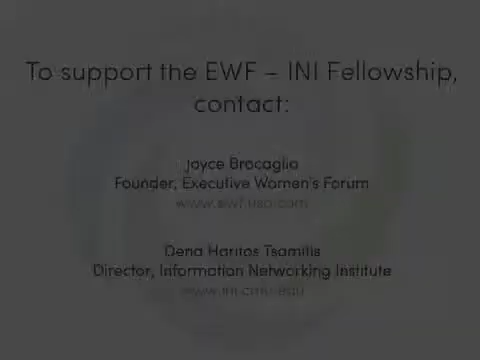 To support the EWF – INI Fellowship,
contact:
Joyce Brocaglia
Founder, Executive Women's Forum
www.ewf-usa.com
Dena Haritos Tsamitis
Director, Information Networking Institute
www.ini.cmu.edu